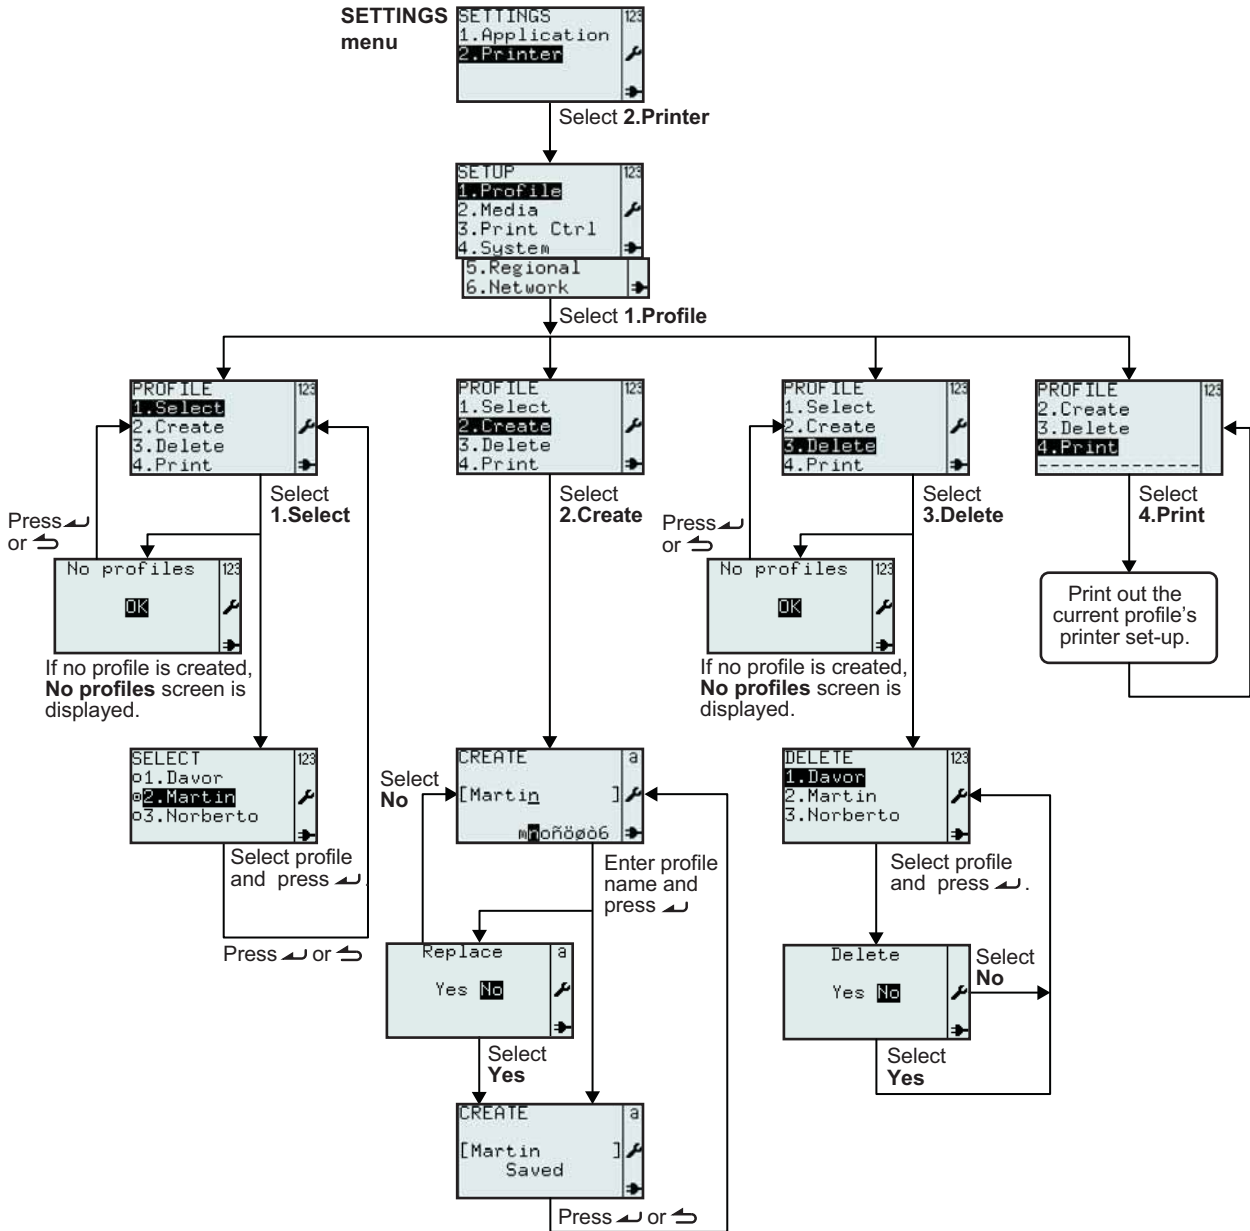 SETTINGS
menu
SETTINGS 123
1.Application
2.Printer
Select 2.Printer
SETUP 123
1.Profile
2.Media
3.Print Ctrl
4.System
5.Regional
6.Network
Select 1.Profile
PROFILE 123
1.Select
2.Create
3.Delete
4.Print
Select
1.Select
Press
or
No profiles 123
OK
If no profile is created,
No profiles screen is
displayed.
SELECT 123
1.Davor
2.Martin
3.Norberto
Select profile
and press .
Press or
PROFILE 123
1.Select
2.Create
3.Delete
4.Print
Select
2.Create
CREATE a
[Martin ]
mnoñöøò6
Select
No
Enter profile
name and
press
Replace a
Yes No
Select
Yes
CREATE a
[Martin ]
Saved
Press or
PROFILE 123
1.Select
2.Create
3.Delete
4.Print
Select
3.Delete
Press
or
No profiles 123
OK
If no profile is created,
No profiles screen is
displayed.
DELETE 123
1.Davor
2.Martin
3.Norberto
Select profile
and press .
Delete
Yes No
Select
No
Select
Yes
PROFILE 123
2.Create
3.Delete
4.Print
----------------
Select
4.Print
Print out the
current profile's
printer set-up.